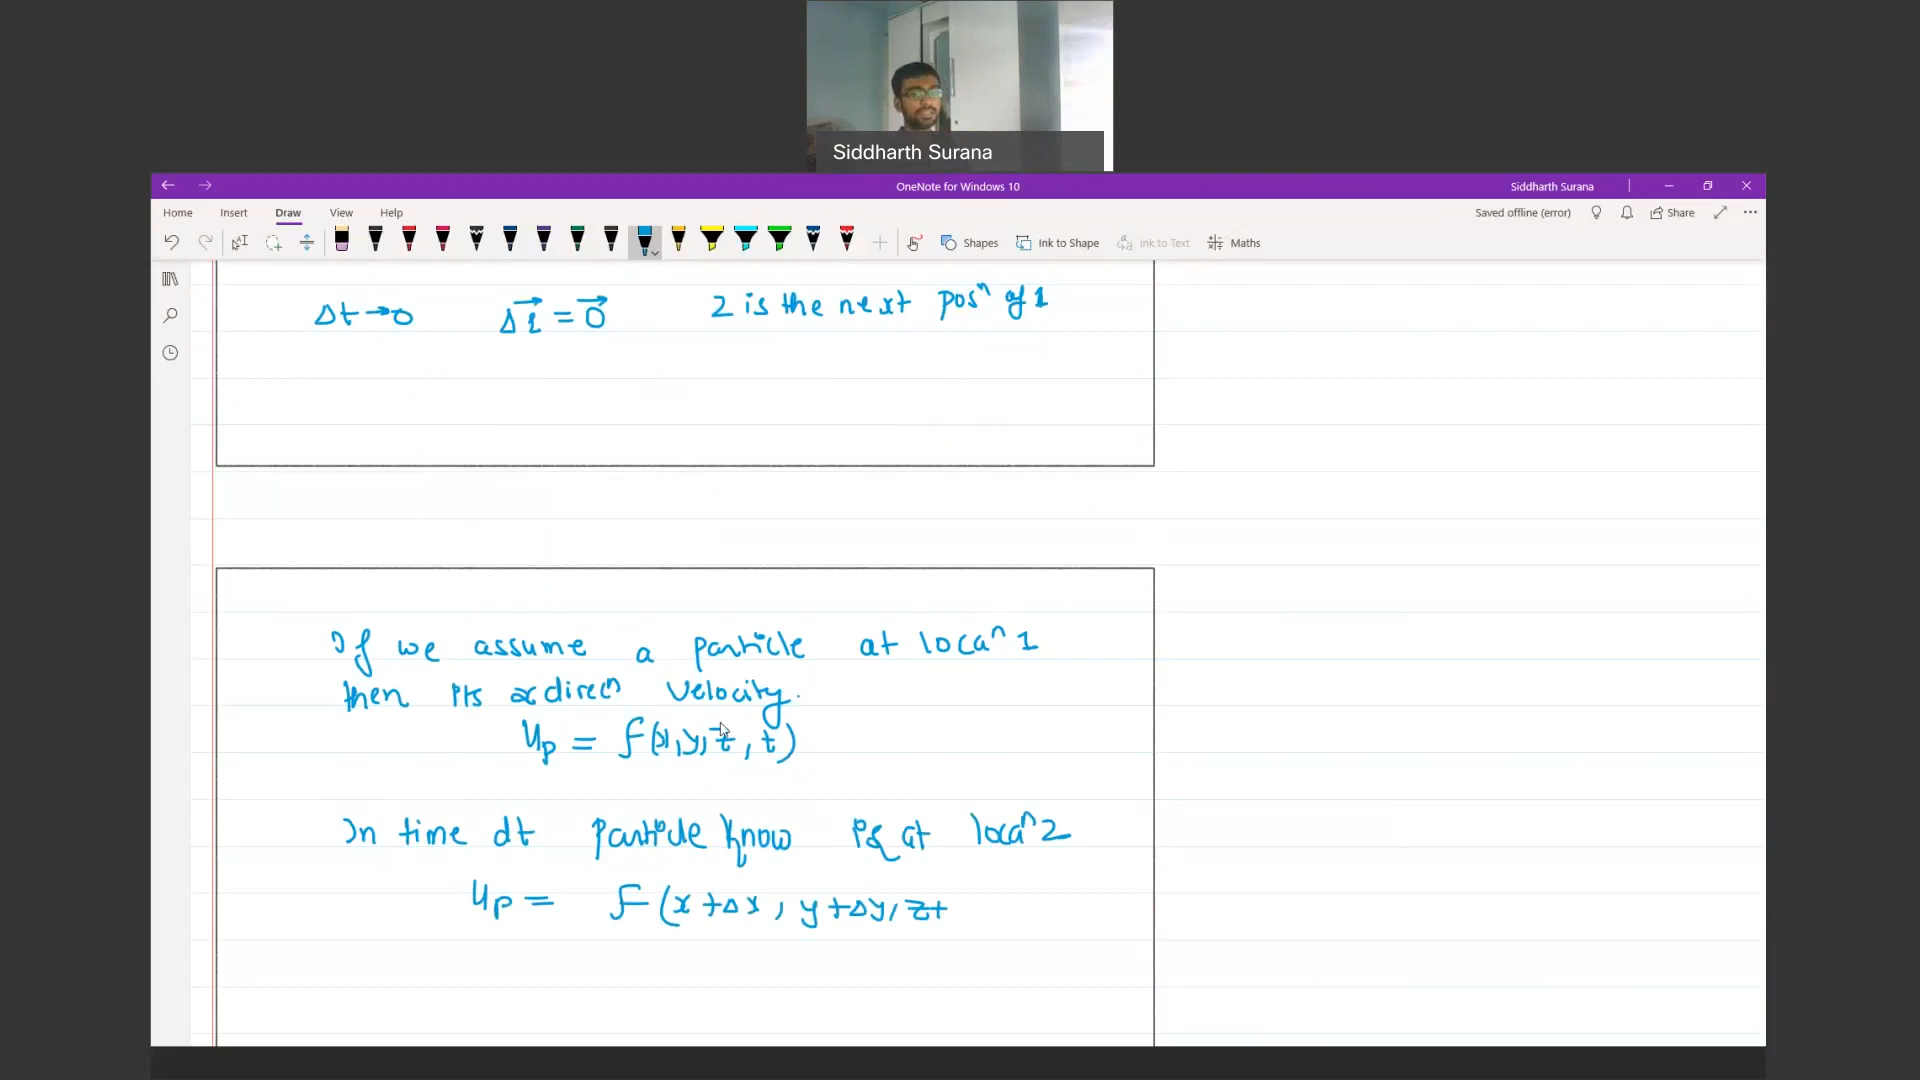 Siddharth Surana
OneNote for Windows 10
Siddharth Surana
Home Insert Draw View Help
Saved offline (error)
Share
Shapes
Ink to Shape
Ink to Text
Maths
Δt→0 Δr⃗ = 0⃗ 2 is the next posⁿ of 1
If we assume a particle at locaⁿ 1
then its x direcⁿ velocity.
Up = f(x, y, z, t)
In time dt particle know is at locaⁿ 2
Up = f(x+Δx, y+Δy, z+